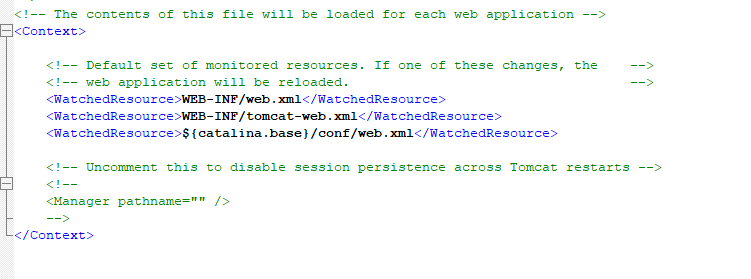 <!-- The contents of this file will be loaded for each web application -->
<Context>
<!-- Default set of monitored resources. If one of these changes, the    -->
<!-- web application will be reloaded.                                   -->
<WatchedResource>WEB-INF/web.xml</WatchedResource>
<WatchedResource>WEB-INF/tomcat-web.xml</WatchedResource>
<WatchedResource>${catalina.base}/conf/web.xml</WatchedResource>
<!-- Uncomment this to disable session persistence across Tomcat restarts -->
<!--
<Manager pathname="" />
-->
</Context>